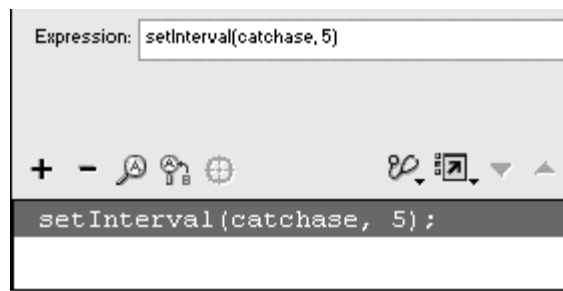 Expression: setInterval(catchase, 5)
setInterval(catchase, 5);